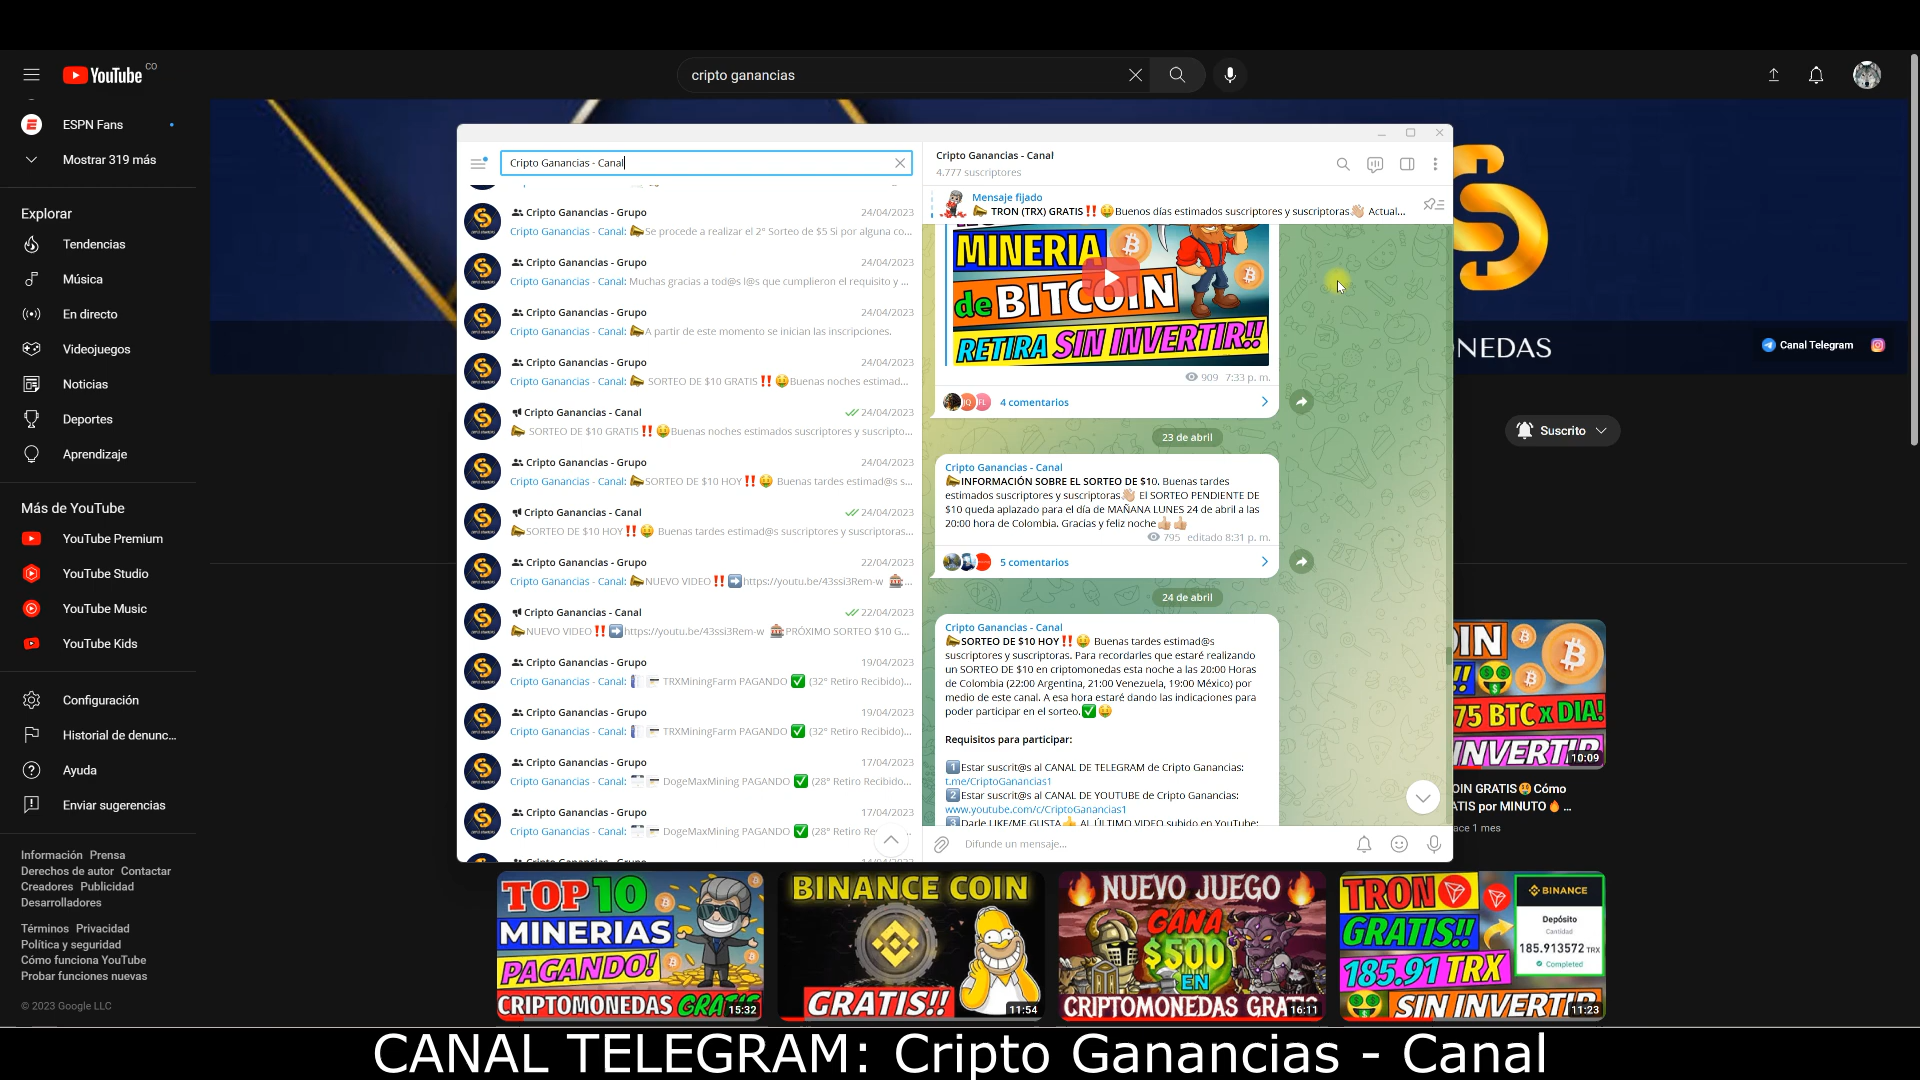 YouTube CO
cripto ganancias
ESPN Fans
Mostrar 319 más
Explorar
Tendencias
Música
En directo
Videojuegos
Noticias
Deportes
Aprendizaje
Más de YouTube
YouTube Premium
YouTube Studio
YouTube Music
YouTube Kids
Configuración
Historial de denunc...
Ayuda
Enviar sugerencias
Información Prensa
Derechos de autor Contactar
Creadores Publicidad
Desarrolladores
Términos Privacidad
Política y seguridad
Cómo funciona YouTube
Probar funciones nuevas
© 2023 Google LLC
Cripto Ganancias - Canal
Cripto Ganancias - Grupo 24/04/2023
Cripto Ganancias - Canal: 📣Se procede a realizar el 2° Sorteo de $5 Si por alguna co...
Cripto Ganancias - Grupo 24/04/2023
Cripto Ganancias - Canal: Muchas gracias a tod@s l@s que cumplieron el requisito y ...
Cripto Ganancias - Grupo 24/04/2023
Cripto Ganancias - Canal: 📣A partir de este momento se inician las inscripciones.
Cripto Ganancias - Grupo 24/04/2023
Cripto Ganancias - Canal: 📣 SORTEO DE $10 GRATIS‼️🤑Buenas noches estimad...
Cripto Ganancias - Canal 24/04/2023
📣 SORTEO DE $10 GRATIS‼️🤑Buenas noches estimados suscriptores y suscripto...
Cripto Ganancias - Grupo 24/04/2023
Cripto Ganancias - Canal: 📣SORTEO DE $10 HOY‼️🤑 Buenas tardes estimad@s s...
Cripto Ganancias - Canal 24/04/2023
📣SORTEO DE $10 HOY‼️🤑 Buenas tardes estimad@s suscriptores y suscriptoras...
Cripto Ganancias - Grupo 22/04/2023
Cripto Ganancias - Canal: 📣NUEVO VIDEO‼️➡️https://youtu.be/43ssi3Rem-w 🎰...
Cripto Ganancias - Canal 22/04/2023
📣NUEVO VIDEO‼️➡️https://youtu.be/43ssi3Rem-w 🎰PRÓXIMO SORTEO $10 G...
Cripto Ganancias - Grupo 19/04/2023
Cripto Ganancias - Canal: TRXMiningFarm PAGANDO ✅ (32° Retiro Recibido)...
Cripto Ganancias - Grupo 19/04/2023
Cripto Ganancias - Canal: TRXMiningFarm PAGANDO ✅ (32° Retiro Recibido)...
Cripto Ganancias - Grupo 17/04/2023
Cripto Ganancias - Canal: DogeMaxMining PAGANDO ✅ (28° Retiro Recibido...
Cripto Ganancias - Grupo 17/04/2023
Cripto Ganancias - Canal: DogeMaxMining PAGANDO ✅ (28° Retiro Re
Cripto Ganancias - Canal
4.777 suscriptores
Mensaje fijado
📣 TRON (TRX) GRATIS‼️🤑Buenos días estimados suscriptores y suscriptoras👋🏼 Actual...
MINERIA
de BITCOIN
RETIRA SIN INVERTIR!!
909 7:33 p. m.
JQ FL 4 comentarios
23 de abril
Cripto Ganancias - Canal
📣INFORMACIÓN SOBRE EL SORTEO DE $10. Buenas tardes
estimados suscriptores y suscriptoras👋🏼 El SORTEO PENDIENTE DE
$10 queda aplazado para el día de MAÑANA LUNES 24 de abril a las
20:00 hora de Colombia. Gracias y feliz noche👍🏼👍🏼
795 editado 8:31 p. m.
5 comentarios
24 de abril
Cripto Ganancias - Canal
📣SORTEO DE $10 HOY‼️🤑 Buenas tardes estimad@s
suscriptores y suscriptoras. Para recordarles que estaré realizando
un SORTEO DE $10 en criptomonedas esta noche a las 20:00 Horas
de Colombia (22:00 Argentina, 21:00 Venezuela, 19:00 México) por
medio de este canal. A esa hora estaré dando las indicaciones para
poder participar en el sorteo.✅🤑
Requisitos para participar:
1️⃣Estar suscrit@s al CANAL DE TELEGRAM de Cripto Ganancias:
t.me/CriptoGanancias1
2️⃣Estar suscrit@s al CANAL DE YOUTUBE de Cripto Ganancias:
www.youtube.com/c/CriptoGanancias1
3️⃣Darle LIKE/ME GUSTA👍 AL ÚLTIMO VIDEO subido en YouTube:
Difunde un mensaje...
NEDAS
Canal Telegram
Suscrito
OIN
75 BTC x DIA!
INVERTIR
10:09
OIN GRATIS🤑Cómo
ATIS por MINUTO🔥...
ace 1 mes
TOP 10
MINERIAS
PAGANDO!
CRIPTOMONEDAS GRATIS
15:32
BINANCE COIN
GRATIS!!
11:54
NUEVO JUEGO
GANA
$500
EN
CRIPTOMONEDAS GRATIS
16:11
TRON
GRATIS!!
185.91 TRX
SIN INVERTIR
BINANCE
Depósito
Cantidad
185.913572 TRX
Completed
11:23
CANAL TELEGRAM: Cripto Ganancias - Canal